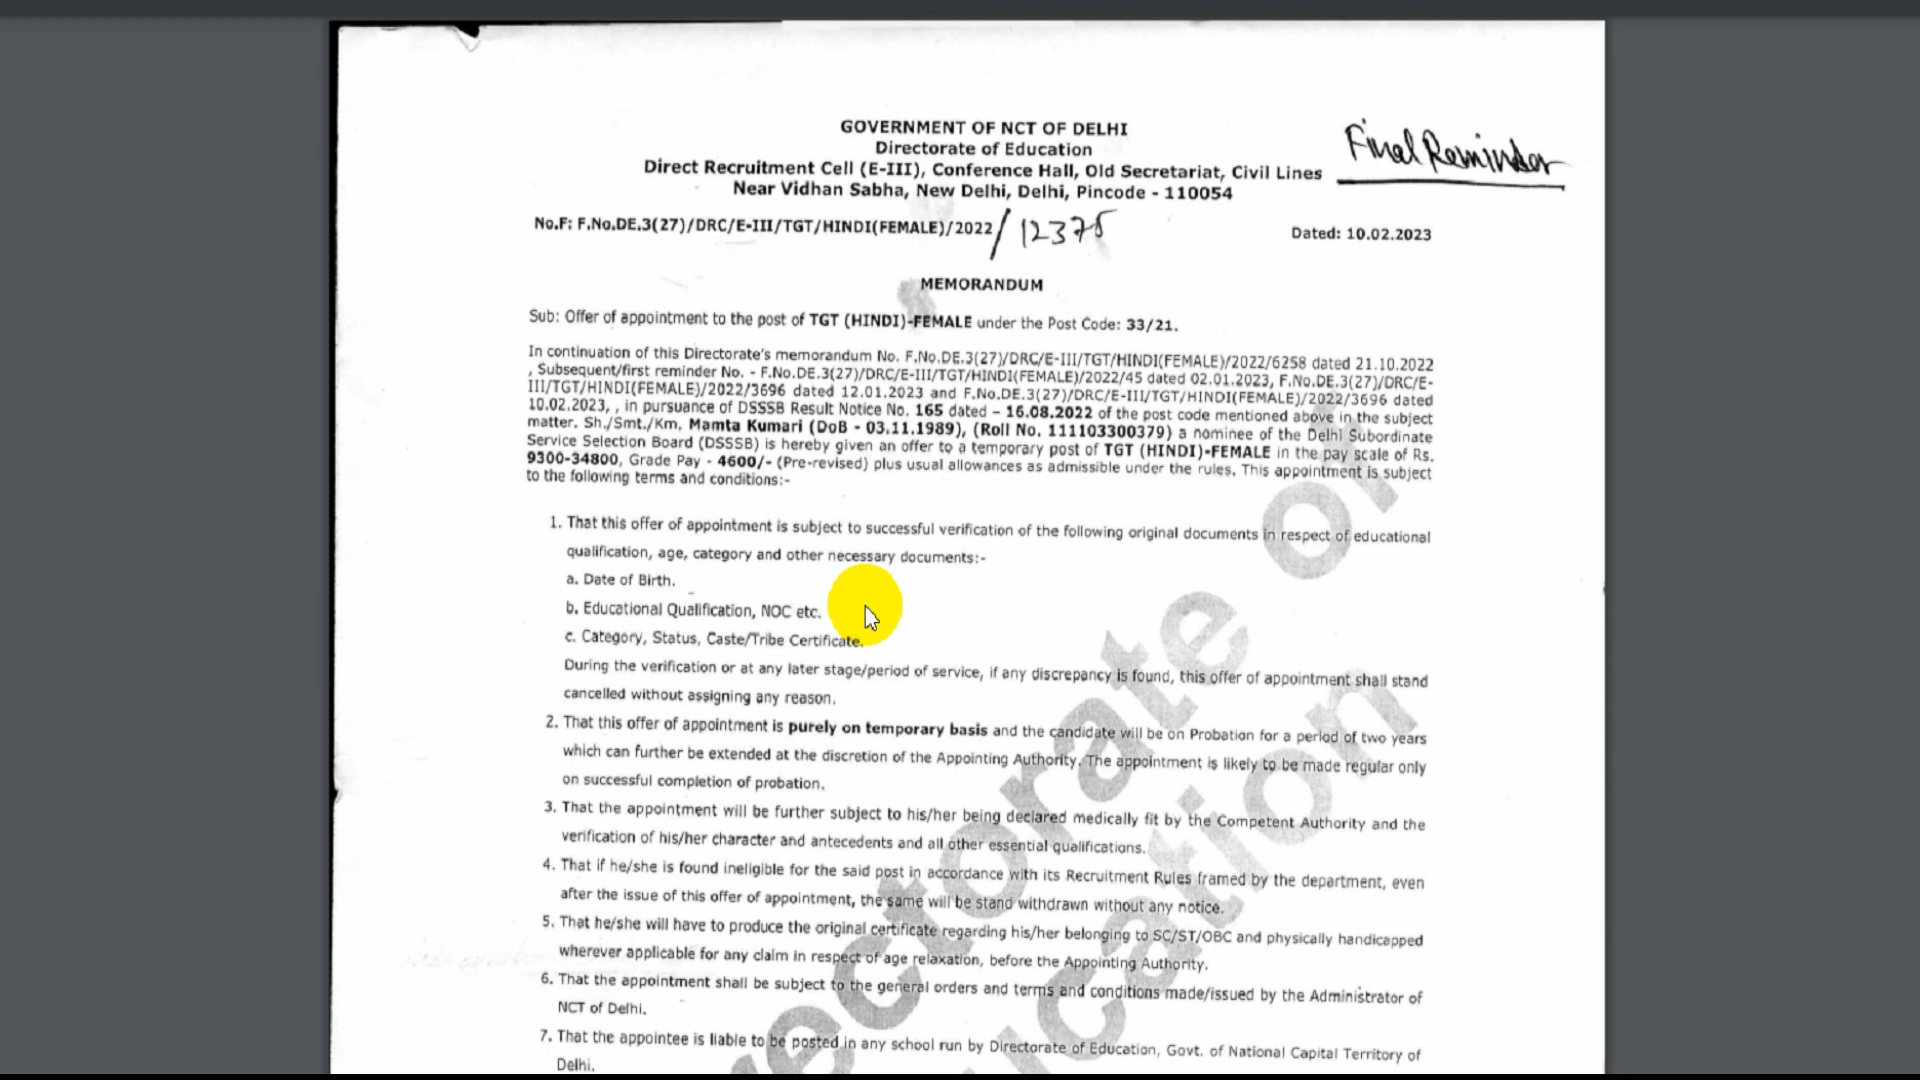 GOVERNMENT OF NCT OF DELHI
Directorate of Education
Direct Recruitment Cell (E-III), Conference Hall, Old Secretariat, Civil Lines
Near Vidhan Sabha, New Delhi, Delhi, Pincode - 110054
Final Reminder
No.F: F.No.DE.3(27)/DRC/E-III/TGT/HINDI(FEMALE)/2022/12375
Dated: 10.02.2023
MEMORANDUM
Sub: Offer of appointment to the post of TGT (HINDI)-FEMALE under the Post Code: 33/21.
In continuation of this Directorate's memorandum No. F.No.DE.3(27)/DRC/E-III/TGT/HINDI(FEMALE)/2022/6258 dated 21.10.2022
, Subsequent/first reminder No. - F.No.DE.3(27)/DRC/E-III/TGT/HINDI(FEMALE)/2022/45 dated 02.01.2023, F.No.DE.3(27)/DRC/E-
III/TGT/HINDI(FEMALE)/2022/3696 dated 12.01.2023 and F.No.DE.3(27)/DRC/E-III/TGT/HINDI(FEMALE)/2022/3696 dated
10.02.2023, , in pursuance of DSSSB Result Notice No. 165 dated – 16.08.2022 of the post code mentioned above in the subject
matter. Sh./Smt./Km. Mamta Kumari (DoB - 03.11.1989), (Roll No. 111103300379) a nominee of the Delhi Subordinate
Service Selection Board (DSSSB) is hereby given an offer to a temporary post of TGT (HINDI)-FEMALE in the pay scale of Rs.
9300-34800, Grade Pay - 4600/- (Pre-revised) plus usual allowances as admissible under the rules. This appointment is subject
to the following terms and conditions:-
1. That this offer of appointment is subject to successful verification of the following original documents in respect of educational
qualification, age, category and other necessary documents:-
a. Date of Birth.
b. Educational Qualification, NOC etc.
c. Category, Status, Caste/Tribe Certificate.
During the verification or at any later stage/period of service, if any discrepancy is found, this offer of appointment shall stand
cancelled without assigning any reason.
2. That this offer of appointment is purely on temporary basis and the candidate will be on Probation for a period of two years
which can further be extended at the discretion of the Appointing Authority. The appointment is likely to be made regular only
on successful completion of probation.
3. That the appointment will be further subject to his/her being declared medically fit by the Competent Authority and the
verification of his/her character and antecedents and all other essential qualifications.
4. That if he/she is found ineligible for the said post in accordance with its Recruitment Rules framed by the department, even
after the issue of this offer of appointment, the same will be stand withdrawn without any notice.
5. That he/she will have to produce the original certificate regarding his/her belonging to SC/ST/OBC and physically handicapped
wherever applicable for any claim in respect of age relaxation, before the Appointing Authority.
6. That the appointment shall be subject to the general orders and terms and conditions made/issued by the Administrator of
NCT of Delhi.
7. That the appointee is liable to be posted in any school run by Directorate of Education, Govt. of National Capital Territory of
Delhi.